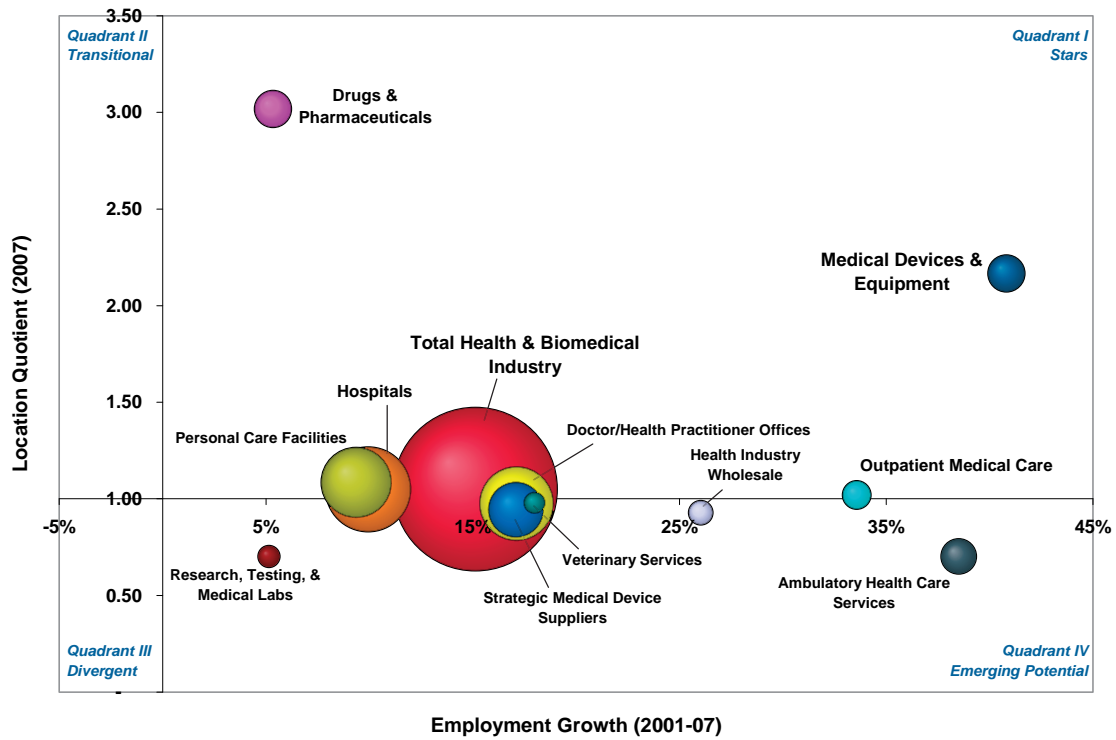 3.50
Quadrant II
Transitional
Quadrant I
Stars
3.00
Drugs &
Pharmaceuticals
2.50
Medical Devices &
Equipment
2.00
Location Quotient (2007)
Total Health & Biomedical
Industry
1.50
Hospitals
Personal Care Facilities
Doctor/Health Practitioner Offices
Health Industry
Wholesale
Outpatient Medical Care
1.00
-5%
5%
15%
25%
35%
45%
Veterinary Services
Research, Testing, &
Medical Labs
Strategic Medical Device
Suppliers
Ambulatory Health Care
Services
0.50
Quadrant III
Divergent
Quadrant IV
Emerging Potential
-
Employment Growth (2001-07)